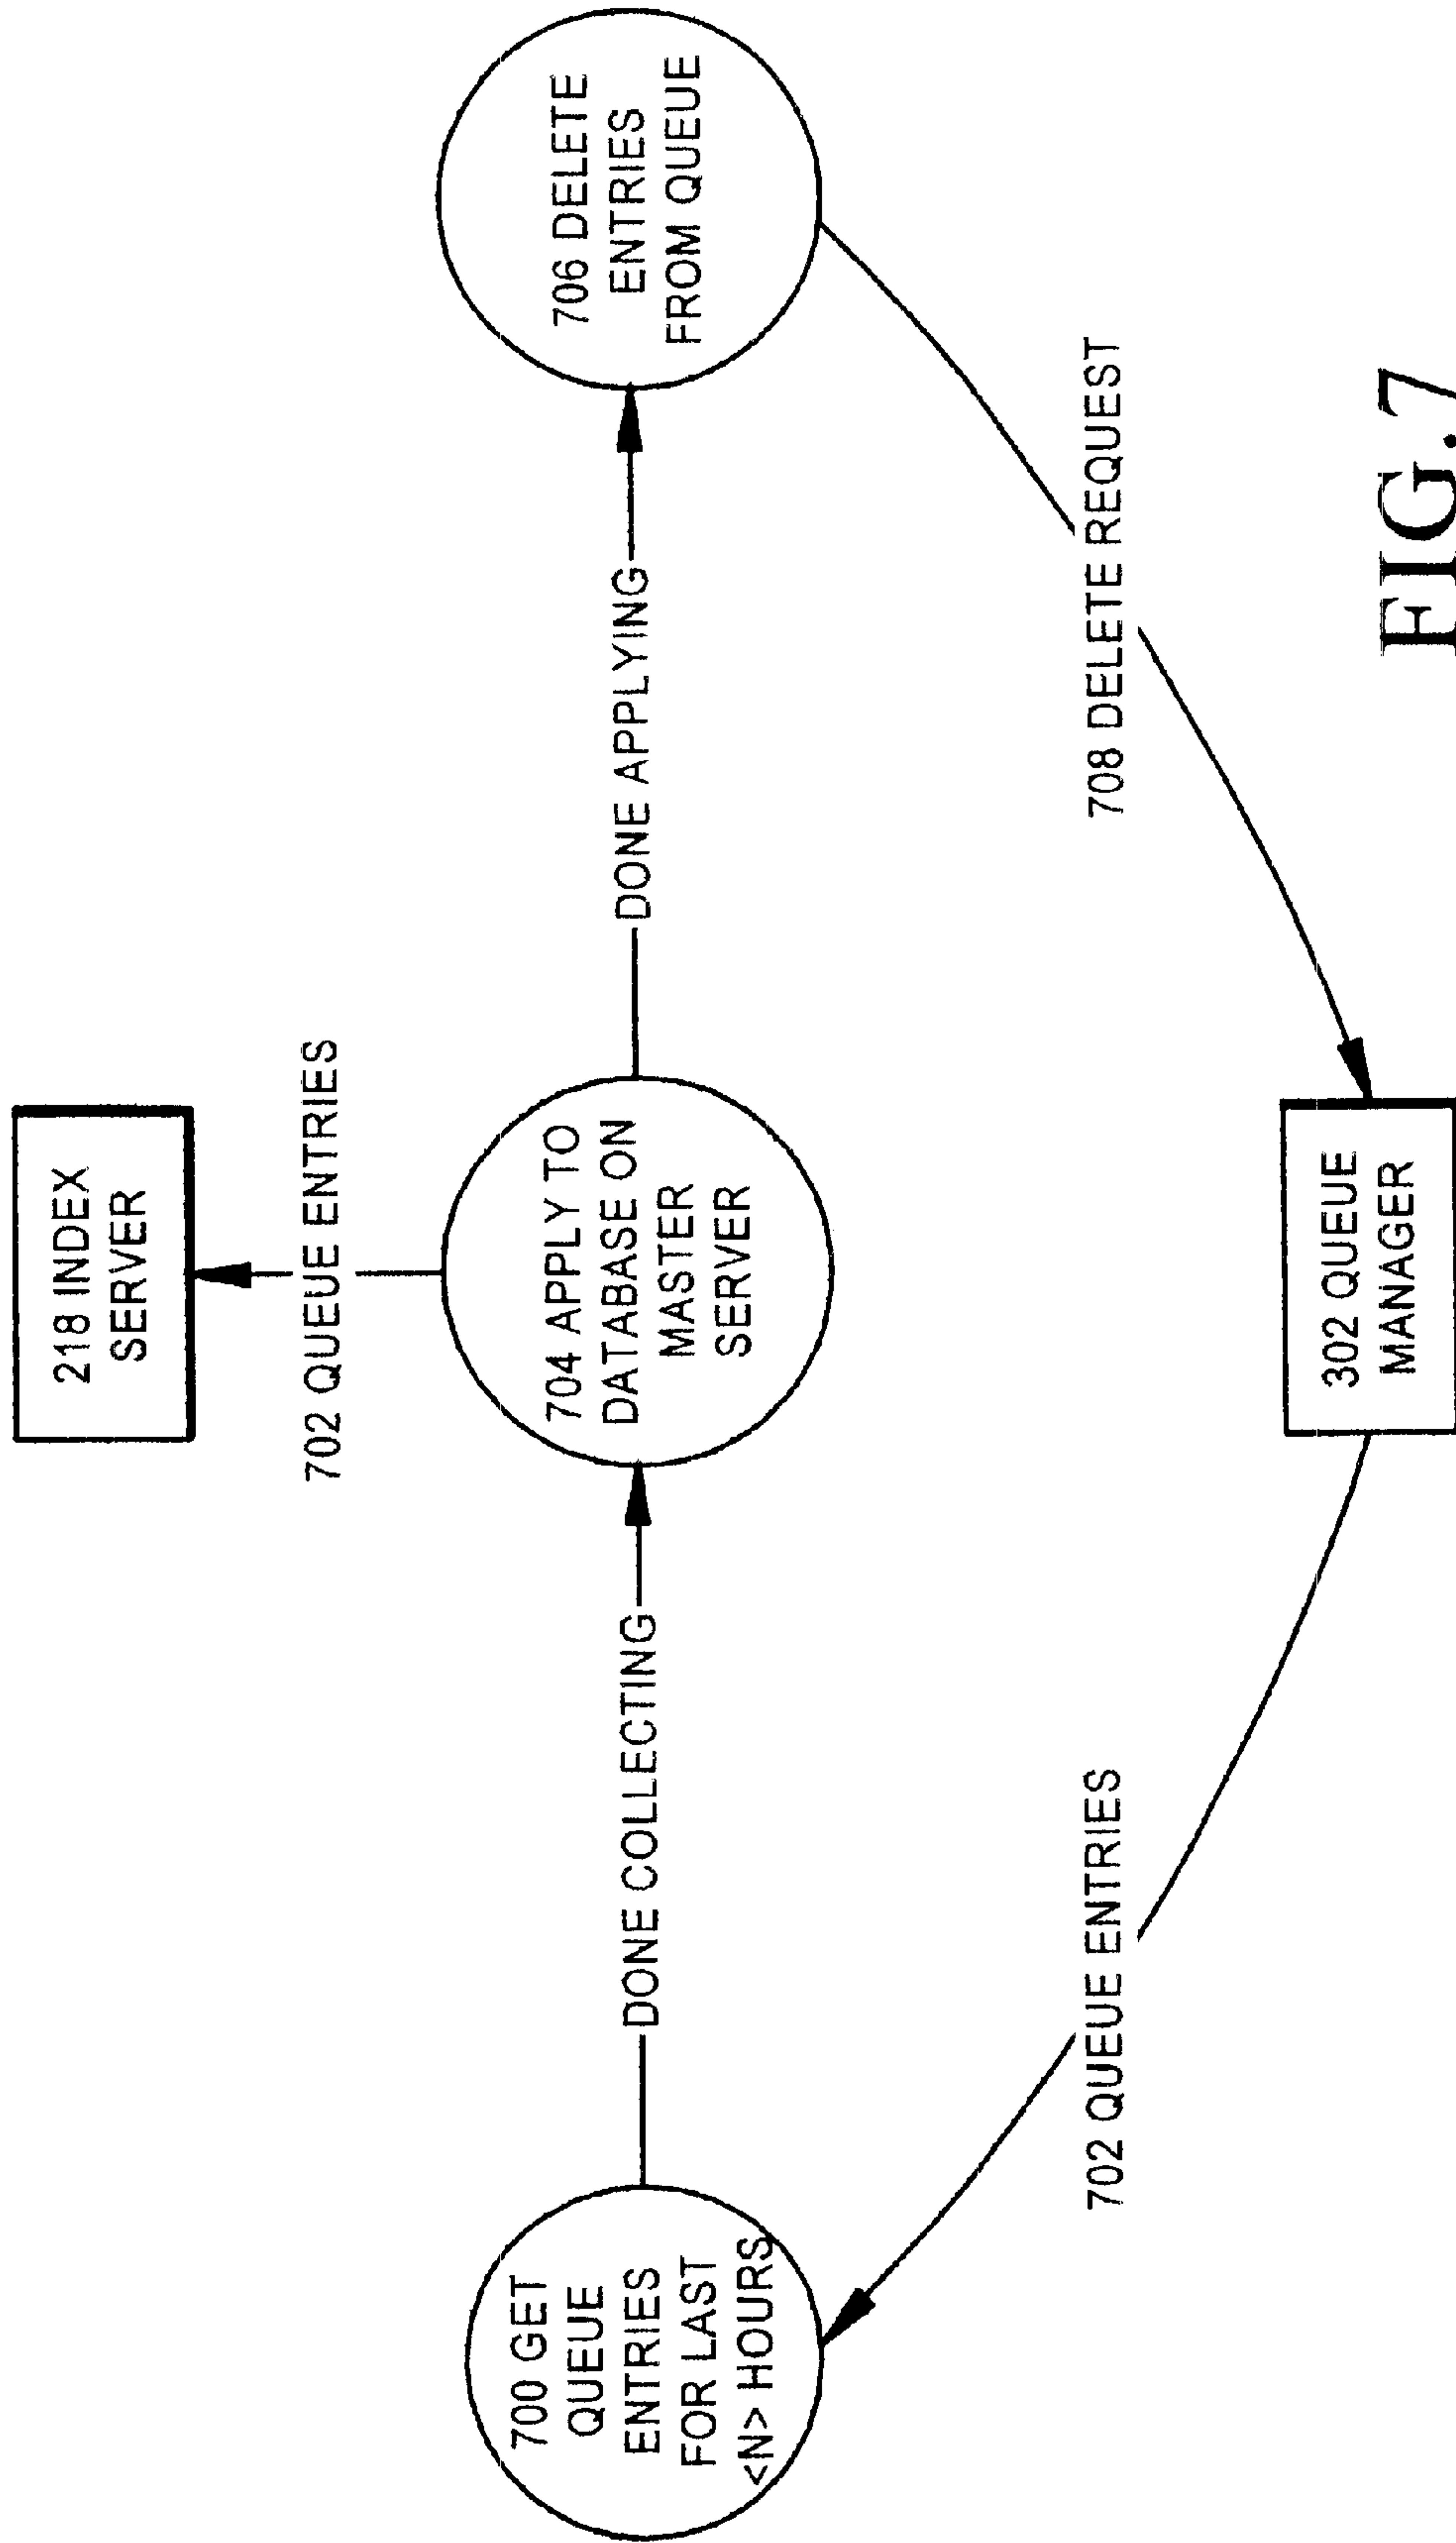 218 INDEX
SERVER
702 QUEUE ENTRIES
700 GET
QUEUE
ENTRIES
FOR LAST
<N> HOURS
DONE COLLECTING
704 APPLY TO
DATABASE ON
MASTER
SERVER
DONE APPLYING
706 DELETE
ENTRIES
FROM QUEUE
702 QUEUE ENTRIES
708 DELETE REQUEST
302 QUEUE
MANAGER
FIG.7